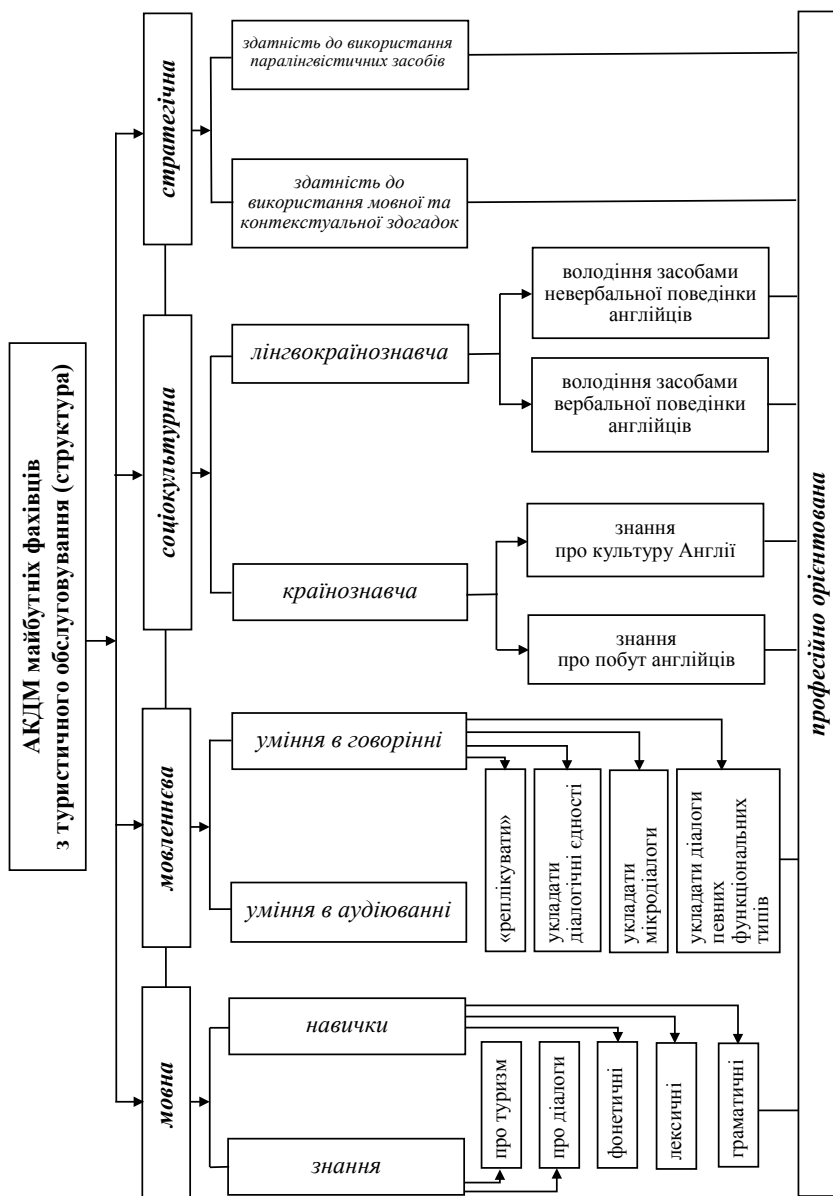 АКДМ майбутніх фахівців
з туристичного обслуговування (структура)
мовна
мовленнєва
соціокультурна
стратегічна
знання
навички
уміння в аудіюванні
уміння в говорінні
країнознавча
лінгвокраїнознавча
здатність до
використання мовної та
контекстуальної здогадок
здатність до використання
паралінгвістичних засобів
про туризм
про діалоги
фонетичні
лексичні
граматичні
«реплікувати»
укладати
діалогічні єдності
укладати
мікродіалоги
укладати діалоги
певних
функціональних
типів
знання
про побут англійців
знання
про культуру Англії
володіння засобами
вербальної поведінки
англійців
володіння засобами
невербальної поведінки
англійців
професійно орієнтована